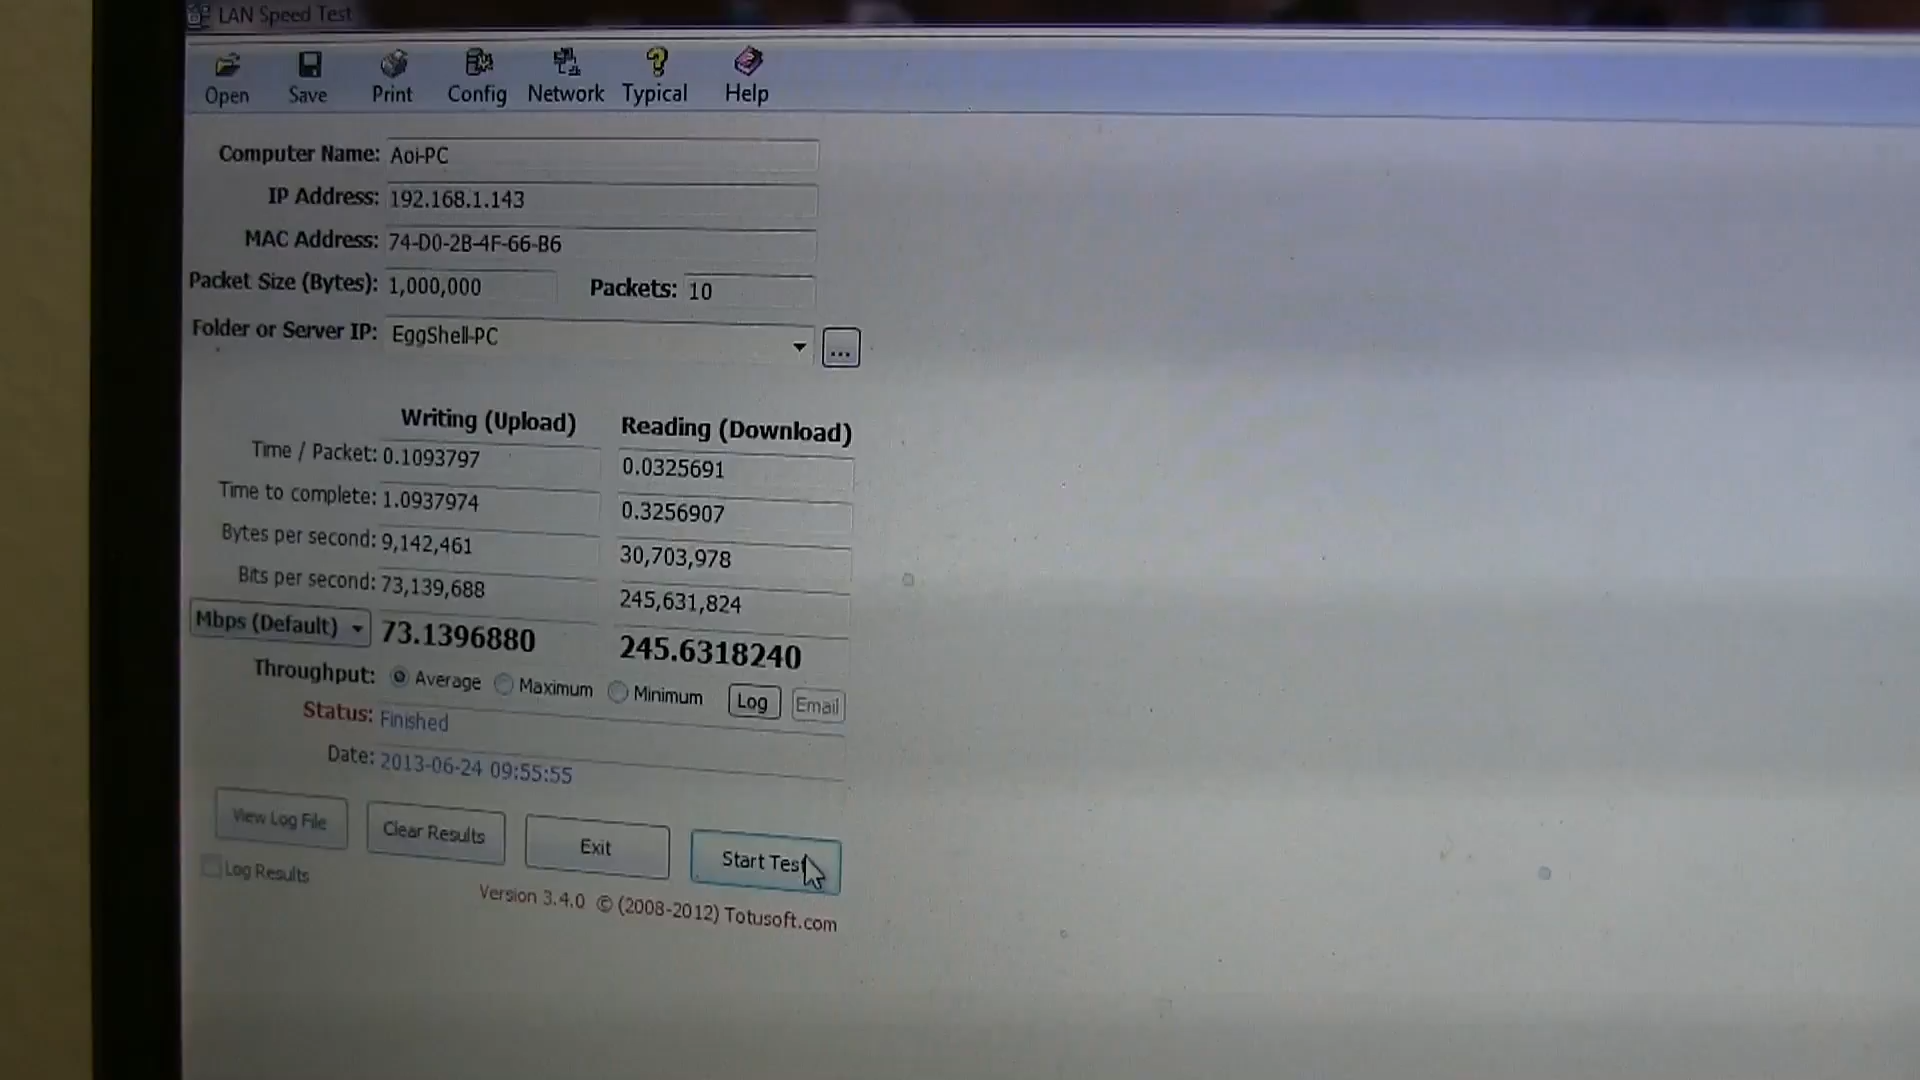 LAN Speed Test
Open Save Print Config Network Typical Help
Computer Name: Aoi-PC
IP Address: 192.168.1.143
MAC Address: 74-D0-2B-4F-66-B6
Packet Size (Bytes): 1,000,000 Packets: 10
Folder or Server IP: EggShell-PC ...
Writing (Upload) Reading (Download)
Time / Packet: 0.1093797 0.0325691
Time to complete: 1.0937974 0.3256907
Bytes per second: 9,142,461 30,703,978
Bits per second: 73,139,688 245,631,824
Mbps (Default) 73.1396880 245.6318240
Throughput: Average Maximum Minimum Log Email
Status: Finished
Date: 2013-06-24 09:55:55
View Log File Clear Results Exit Start Test
Log Results
Version 3.4.0 © (2008-2012) Totusoft.com